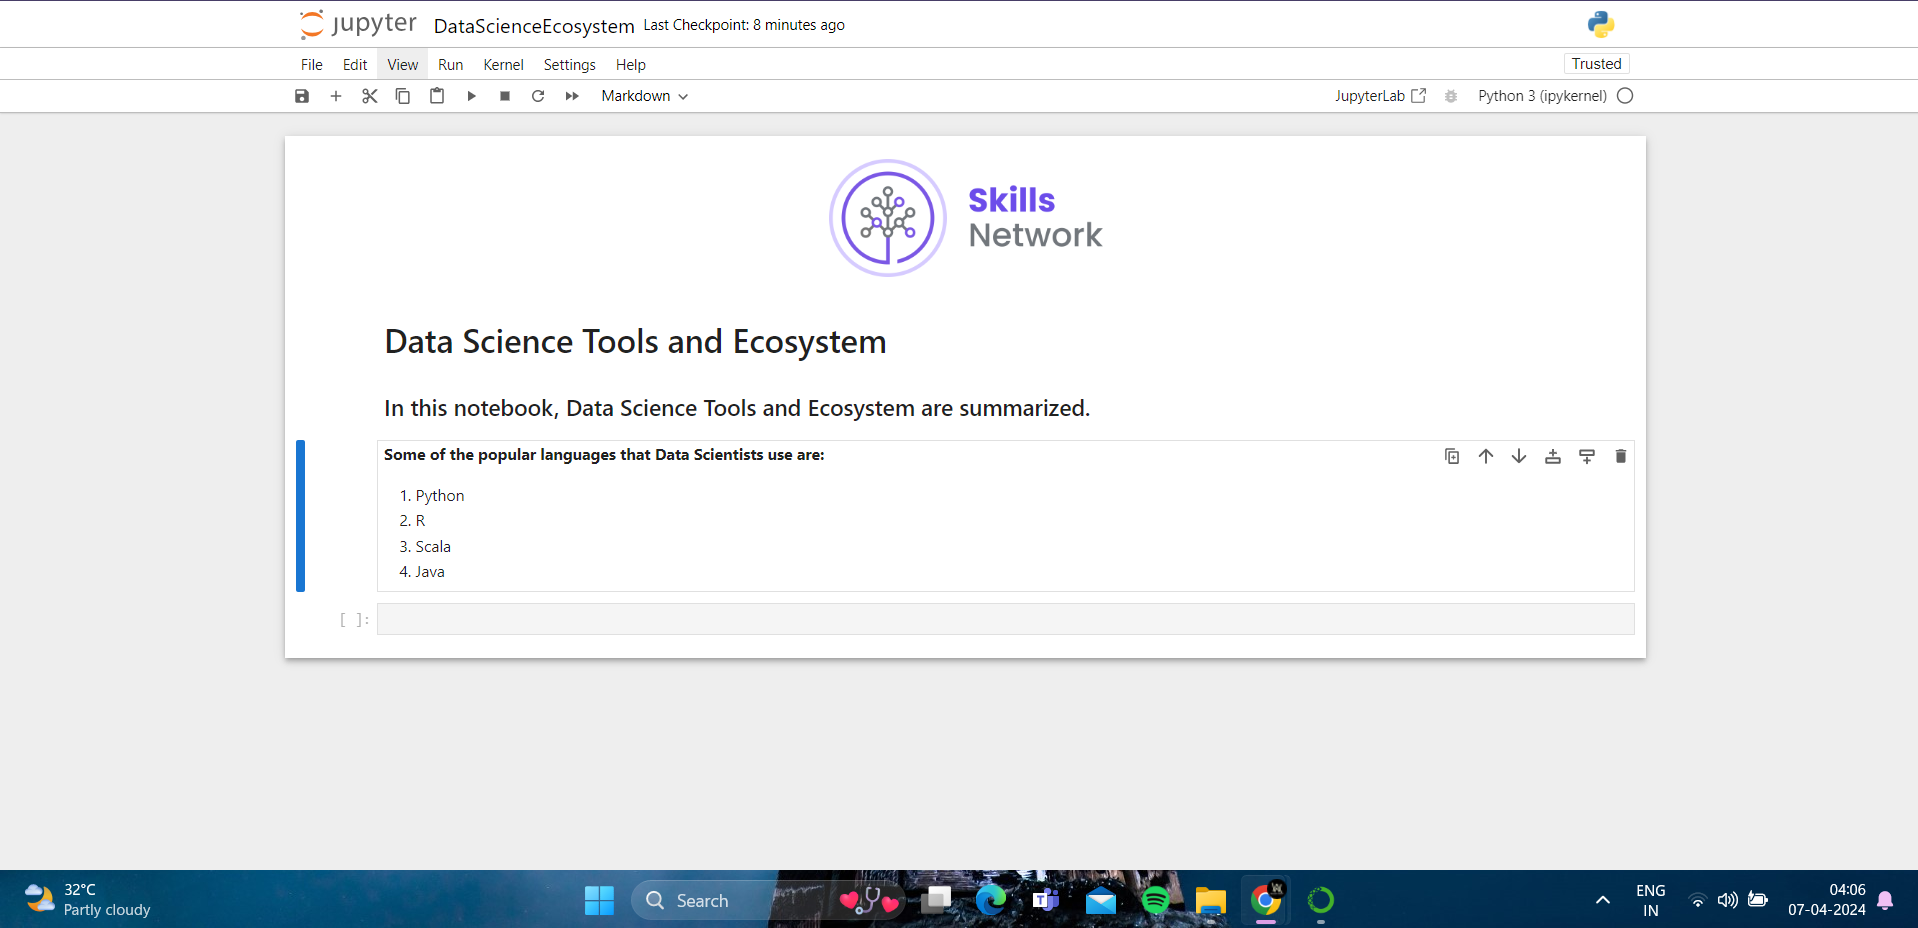 jupyter DataScienceEcosystem Last Checkpoint: 8 minutes ago
File Edit View Run Kernel Settings Help Trusted
Markdown JupyterLab Python 3 (ipykernel)
Skills
Network
Data Science Tools and Ecosystem
In this notebook, Data Science Tools and Ecosystem are summarized.
Some of the popular languages that Data Scientists use are:
1. Python
2. R
3. Scala
4. Java
[ ]:
32°C
Partly cloudy
Search
T
W
ENG
IN
04:06
07-04-2024